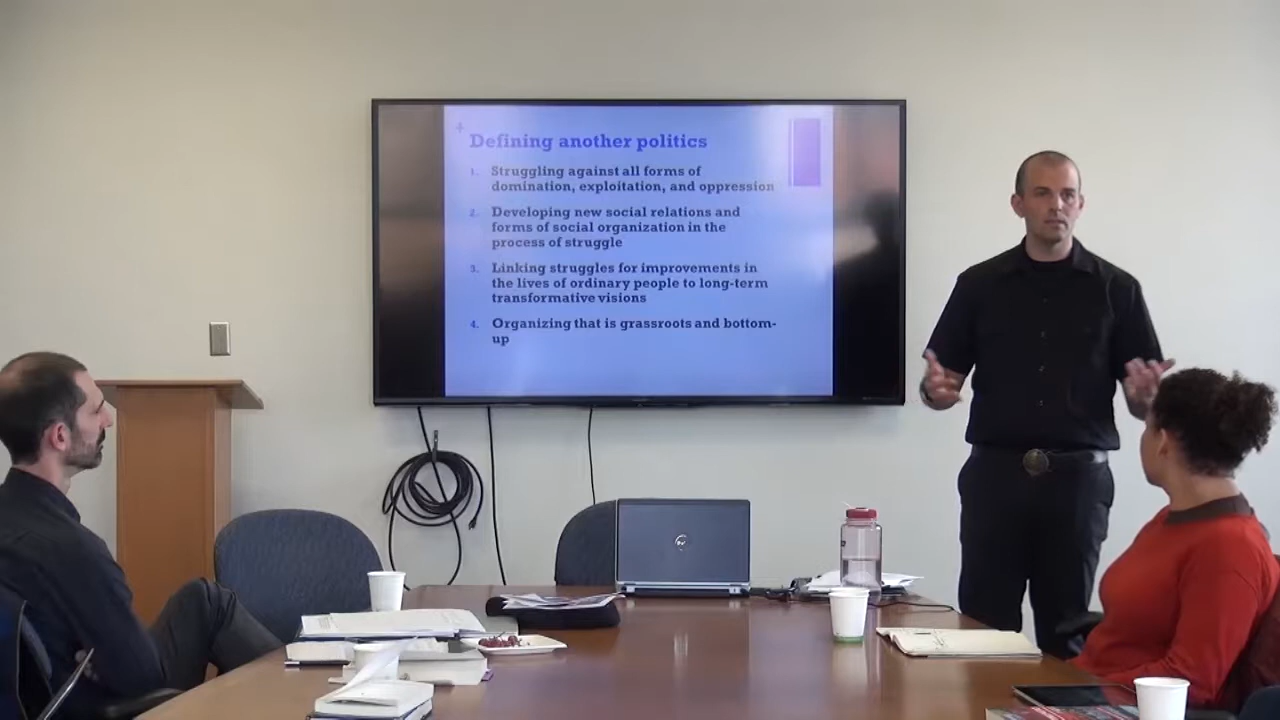 Defining another politics
1. Struggling against all forms of
domination, exploitation, and oppression
2. Developing new social relations and
forms of social organization in the
process of struggle
3. Linking struggles for improvements in
the lives of ordinary people to long-term
transformative visions
4. Organizing that is grassroots and bottom-
up